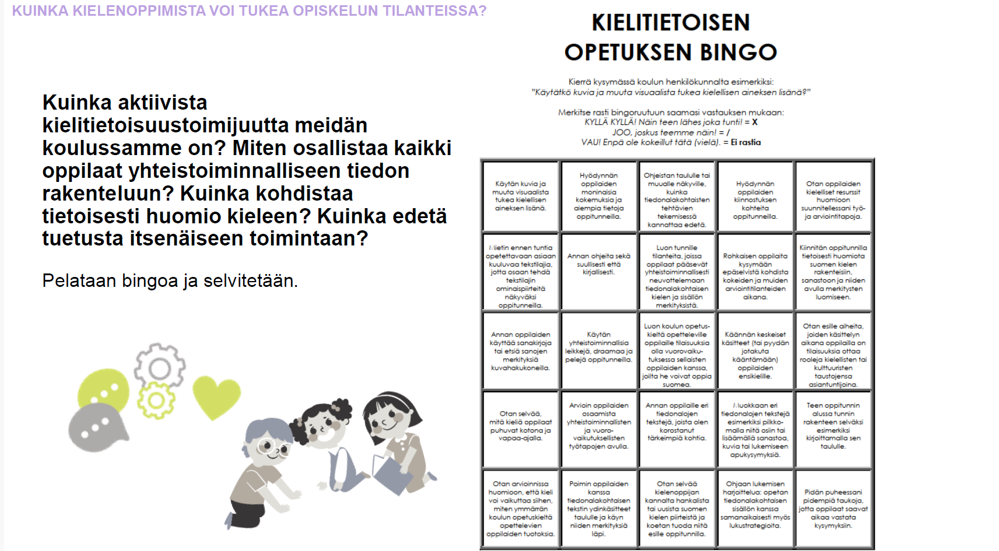 KUINKA KIELENOPPIMISTA VOI TUKEA OPISKELUN TILANTEISSA?
Kuinka aktiivista
kielitietoisuustoimijuutta meidän
koulussamme on? Miten osallistaa kaikki
oppilaat yhteistoiminnalliseen tiedon
rakenteluun? Kuinka kohdistaa
tietoisesti huomio kieleen? Kuinka edetä
tuetusta itsenäiseen toimintaan?
Pelataan bingoa ja selvitetään.
KIELITIETOISEN
OPETUKSEN BINGO
Kierrä kysymässä koulun henkilökunnalta esimerkiksi:
”Käytätkö kuvia ja muuta visuaalista tukea kielellisen aineksen lisänä?”
Merkitse rasti bingoruutuun saamasi vastauksen mukaan:
KYLLÄ KYLLÄ! Näin teen lähes joka tunti! = X
JOO, joskus teemme näin! = /
VAU! Enpä ole kokeillut tätä (vielä). = Ei rastia
Käytän kuvia ja
muuta visuaalista
tukea kielellisen
aineksen lisänä.
Hyödynnän
oppilaiden
moninaisia
kokemuksia ja
aiempia tietoja
oppitunneilla.
Ohjeistan taululle tai
muualle näkyville,
kuinka
tiedonalakohtaisten
tehtävien
tekemisessä
kannattaa edetä.
Hyödynnän
oppilaiden
kiinnostuksen
kohteita
oppitunneilla.
Otan oppilaiden
kielelliset resurssit
huomioon
suunnitellessani työ-
ja arviointitapoja.
Mietin ennen tuntia
opetettavaan asiaan
kuuluvaa tekstilajia,
jotta osaan tehdä
tekstilajin
ominaispiirteitä
näkyväksi
oppitunneilla.
Annan ohjeita sekä
suullisesti että
kirjallisesti.
Luon tunnille
tilanteita, joissa
oppilaat pääsevät
yhteistoiminnallisesti
neuvottelemaan
tiedonalakohtaisen
kielen ja sisällön
merkityksistä.
Rohkaisen oppilaita
kysymään
epäselvistä kohdista
kokeiden ja muiden
arviointitilanteiden
aikana.
Kiinnitän oppitunnilla
tietoisesti huomiota
suomen kielen
rakenteisiin,
sanastoon ja niiden
avulla merkitysten
luomiseen.
Annan oppilaiden
käyttää sanakirjoja
tai etsiä sanojen
merkityksiä
kuvahakukoneilla.
Käytän
yhteistoiminnallisia
leikkejä, draamaa ja
pelejä oppitunneilla.
Luon koulun opetus-
kieltä opetteleville
oppilaille tilaisuuksia
olla vuorovaiku-
tuksessa sellaisten
oppilaiden kanssa,
joilta he voivat oppia
suomea.
Käännän keskeiset
käsitteet (tai pyydän
jotakuta
kääntämään)
oppilaiden
ensikielille.
Otan esille aiheita,
joiden käsittelyn
aikana oppilailla on
tilaisuuksia ottaa
rooleja kielellisten tai
kulttuuristen
taustojensa
asiantuntijoina.
Otan selvää,
mitä kieliä oppilaat
puhuvat kotona ja
vapaa-ajalla.
Arvioin oppilaiden
osaamista
yhteistoiminnallisten
ja vuoro-
vaikutuksellisten
työtapojen avulla.
Annan oppilaille eri
tiedonalojen
tekstejä, joista olen
korostanut
tärkeimpiä kohtia.
Muokkaan eri
tiedonalojen tekstejä
esimerkiksi pilkko-
malla niitä osiin tai
lisäämällä sanastoa,
kuvia tai lukemiseen
apukysymyksiä.
Teen oppitunnin
alussa tunnin
rakenteen selväksi
esimerkiksi
kirjoittamalla sen
taululle.
Otan arvioinnissa
huomioon, että kieli
voi vaikuttaa siihen,
miten ymmärrän
koulun opetuskieltä
opettelevien
oppilaiden tuotoksia.
Poimin oppilaiden
kanssa
tiedonalakohtaisen
tekstin ydinkäsitteet
taululle ja käyn
niiden merkityksiä
läpi.
Otan selvää
kielenoppijan
kannalta hankalista
tai uusista suomen
kielen piirteistä ja
koetan tuoda niitä
esille oppitunnilla.
Ohjaan lukemisen
harjoittelua: opetan
tiedonalakohtaisen
sisällön kanssa
samanaikaisesti myös
lukustrategioita.
Pidän puheessani
pidempiä taukoja,
jotta oppilaat saavat
aikaa vastata
kysymyksiin.